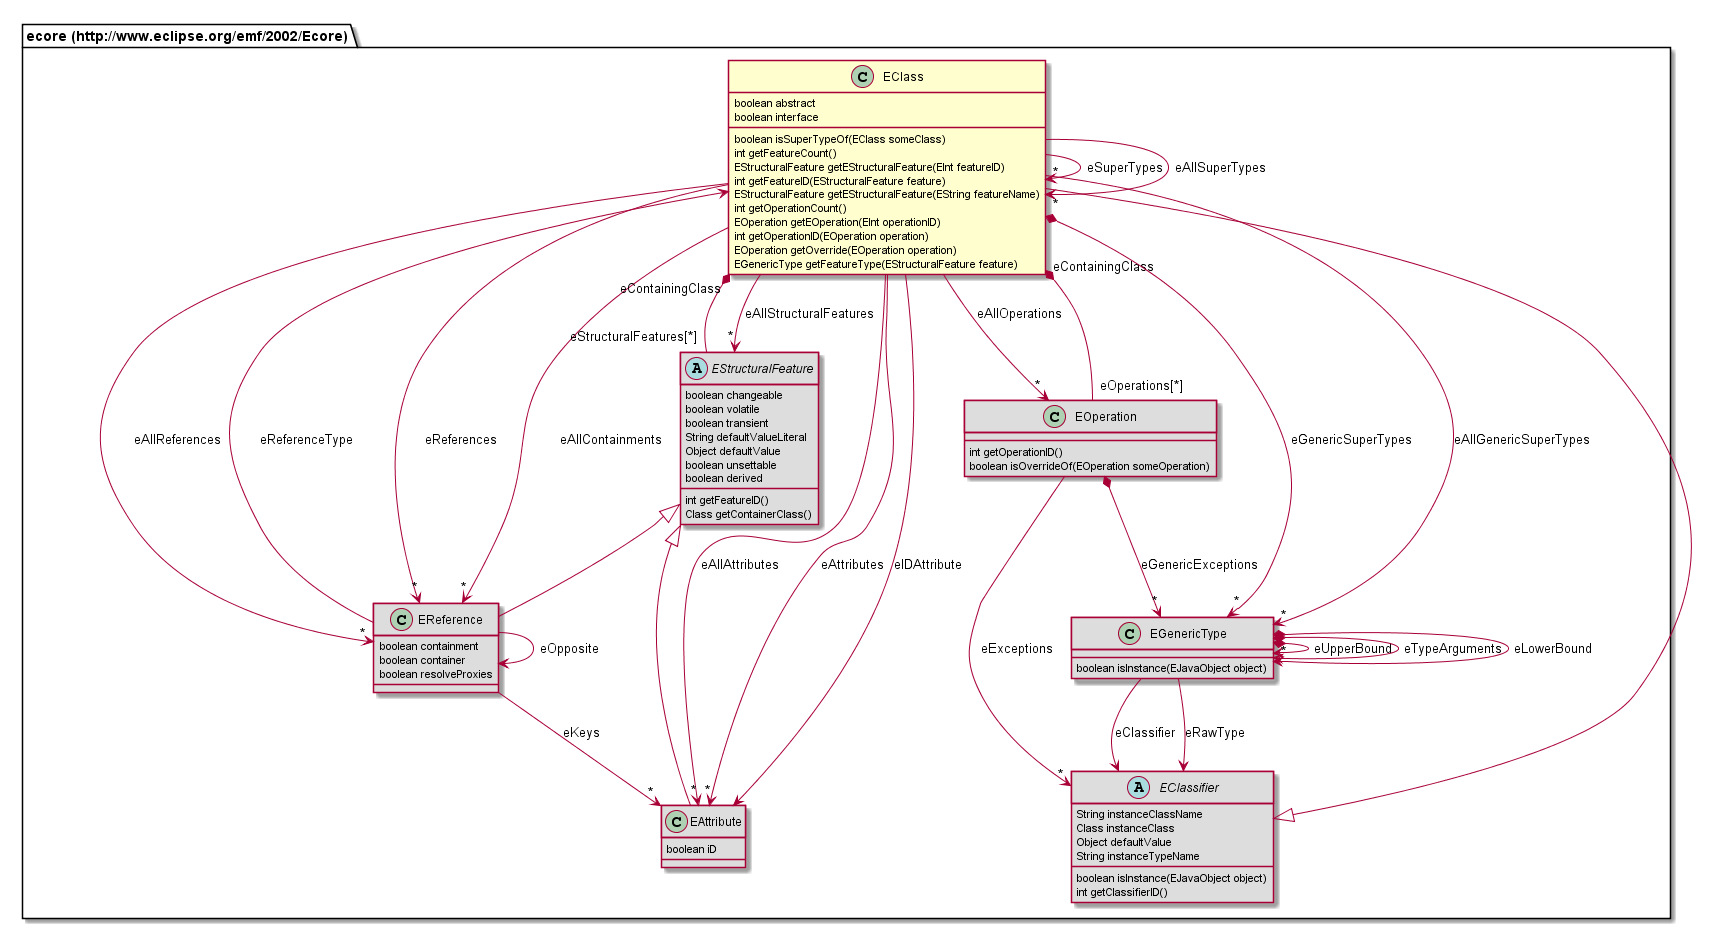 ecore (http://www.eclipse.org/emf/2002/Ecore)
C EClass
boolean abstract
boolean interface
boolean isSuperTypeOf(EClass someClass)
int getFeatureCount()
EStructuralFeature getEStructuralFeature(EInt featureID)
int getFeatureID(EStructuralFeature feature)
EStructuralFeature getEStructuralFeature(EString featureName)
int getOperationCount()
EOperation getEOperation(EInt operationID)
int getOperationID(EOperation operation)
EOperation getOverride(EOperation operation)
EGenericType getFeatureType(EStructuralFeature feature)
* eSuperTypes
* eAllSuperTypes
eContainingClass
eContainingClass
eStructuralFeatures[*]
eAllStructuralFeatures
*
eAllOperations
*
eOperations[*]
A EStructuralFeature
boolean changeable
boolean volatile
boolean transient
String defaultValueLiteral
Object defaultValue
boolean unsettable
boolean derived
int getFeatureID()
Class getContainerClass()
C EOperation
int getOperationID()
boolean isOverrideOf(EOperation someOperation)
eAllReferences
*
eReferenceType
eReferences
*
eAllContainments
*
eGenericSuperTypes
*
eAllGenericSuperTypes
*
eAllAttributes
*
eAttributes
*
eIDAttribute
eGenericExceptions
*
C EReference
boolean containment
boolean container
boolean resolveProxies
eOpposite
C EGenericType
boolean isInstance(EJavaObject object)
eUpperBound
* eTypeArguments
eLowerBound
eExceptions
*
eKeys
*
eClassifier
eRawType
C EAttribute
boolean iD
A EClassifier
String instanceClassName
Class instanceClass
Object defaultValue
String instanceTypeName
boolean isInstance(EJavaObject object)
int getClassifierID()